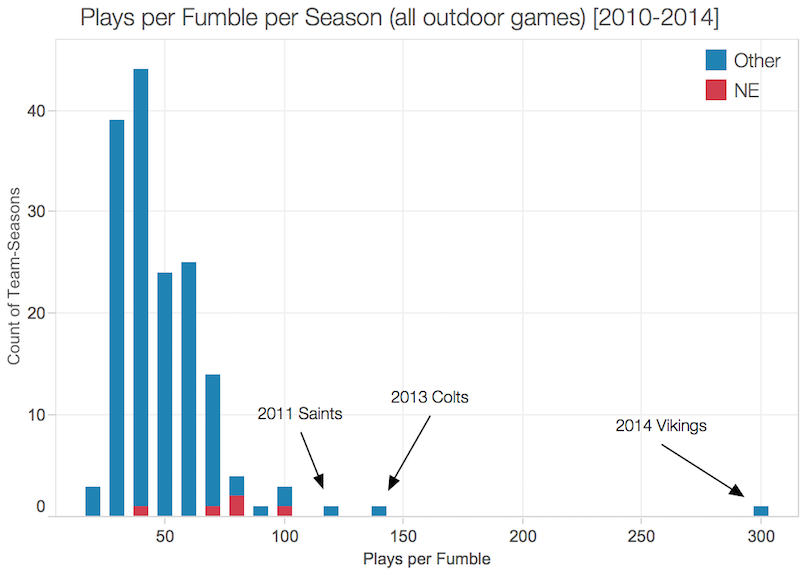 Plays per Fumble per Season (all outdoor games) [2010-2014]
Other
NE
Count of Team-Seasons
40
30
20
10
0
2011 Saints
2013 Colts
2014 Vikings
50
100
150
200
250
300
Plays per Fumble